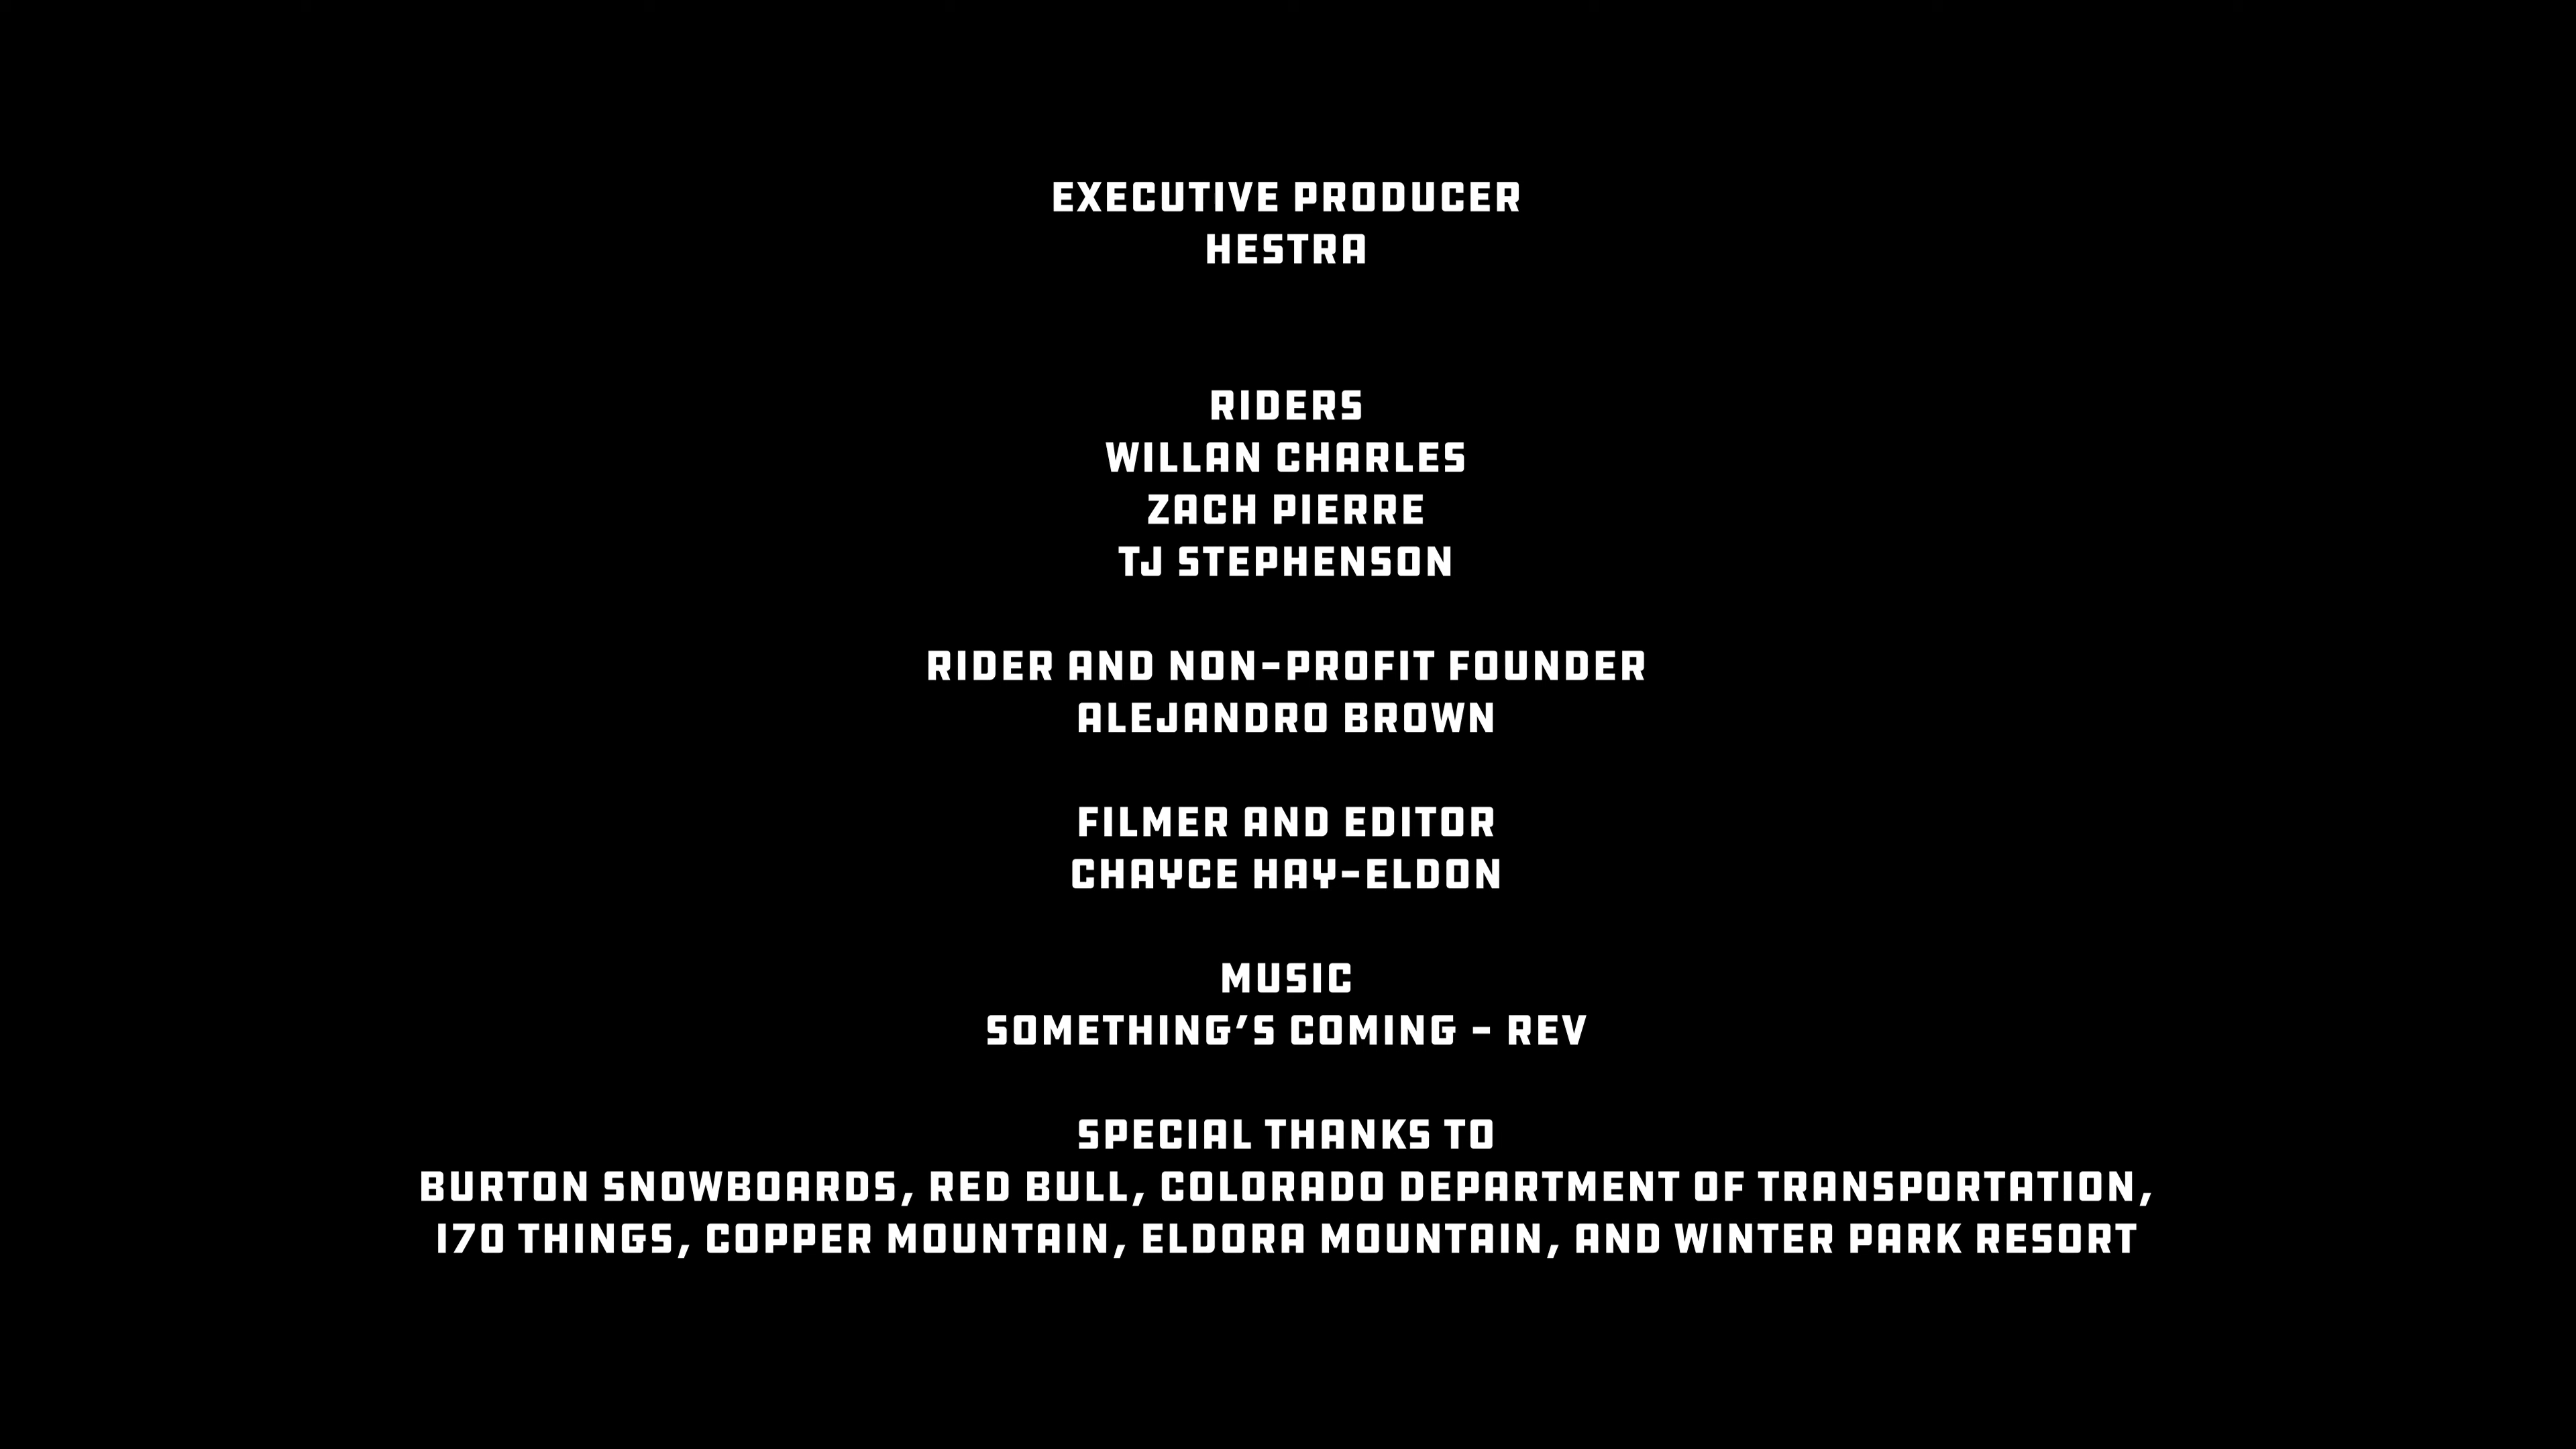 EXECUTIVE PRODUCER
HESTRA
RIDERS
WILLAN CHARLES
ZACH PIERRE
TJ STEPHENSON
RIDER AND NON-PROFIT FOUNDER
ALEJANDRO BROWN
FILMER AND EDITOR
CHAYCE HAY-ELDON
MUSIC
SOMETHING'S COMING - REV
SPECIAL THANKS TO
BURTON SNOWBOARDS, RED BULL, COLORADO DEPARTMENT OF TRANSPORTATION,
I70 THINGS, COPPER MOUNTAIN, ELDORA MOUNTAIN, AND WINTER PARK RESORT